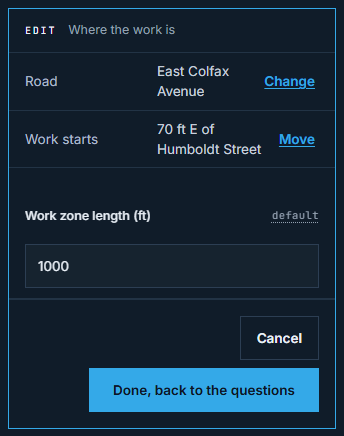 EDIT Where the work is
Road
East Colfax
Avenue
Change
Work starts
70 ft E of
Humboldt Street
Move
Work zone length (ft)
default
1000
Cancel
Done, back to the questions